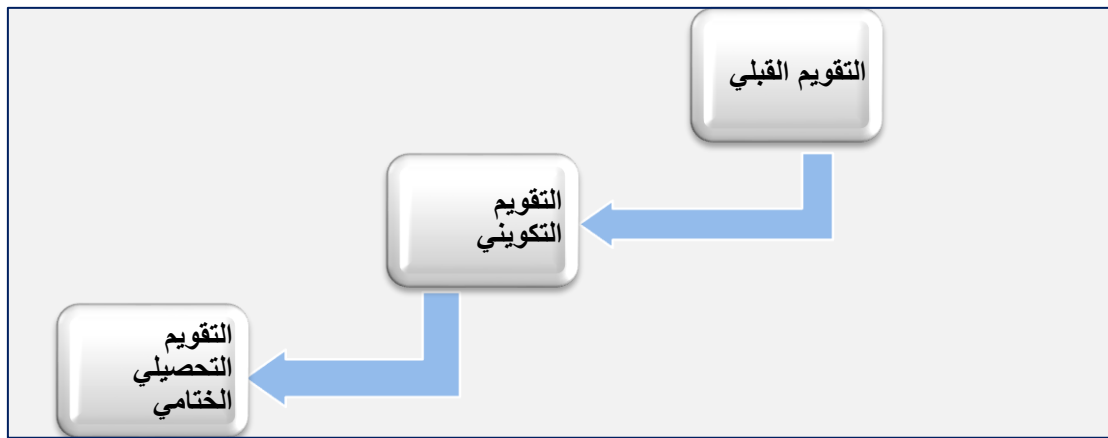 التقويم القبلي
التقويم
التكويني
التقويم
التحصيلي
الختامي